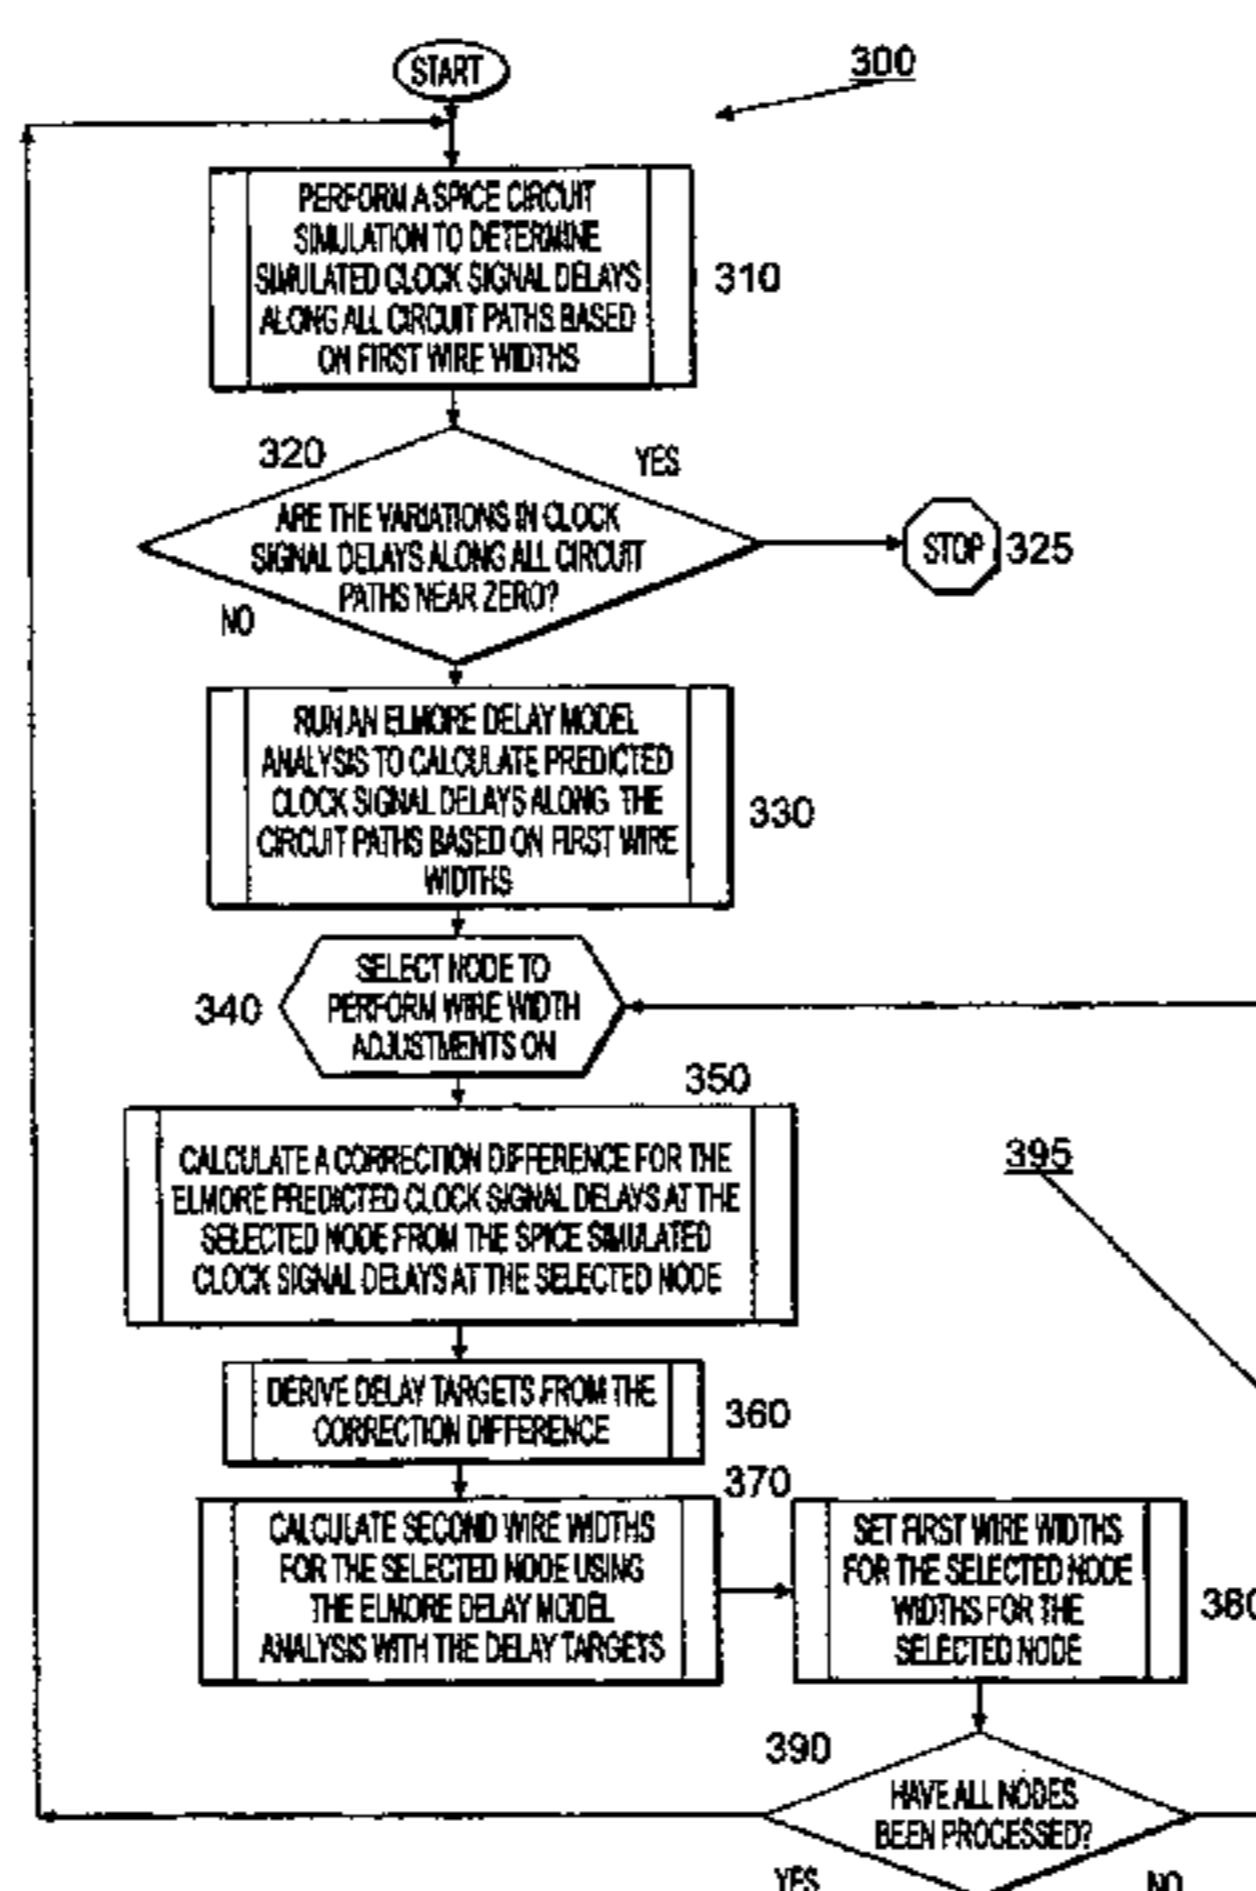 START
300
PERFORM A SPICE CIRCUIT
SIMULATION TO DETERMINE
SIMULATED CLOCK SIGNAL DELAYS
ALONG ALL CIRCUIT PATHS BASED
ON FIRST WIRE WIDTHS
310
320
YES
ARE THE VARIATIONS IN CLOCK
SIGNAL DELAYS ALONG ALL CIRCUIT
PATHS NEAR ZERO?
NO
STOP
325
RUN AN ELMORE DELAY MODEL
ANALYSIS TO CALCULATE PREDICTED
CLOCK SIGNAL DELAYS ALONG THE
CIRCUIT PATHS BASED ON FIRST WIRE
WIDTHS
330
340
SELECT NODE TO
PERFORM WIRE WIDTH
ADJUSTMENTS ON
350
CALCULATE A CORRECTION DIFFERENCE FOR THE
ELMORE PREDICTED CLOCK SIGNAL DELAYS AT THE
SELECTED NODE FROM THE SPICE SIMULATED
CLOCK SIGNAL DELAYS AT THE SELECTED NODE
395
DERIVE DELAY TARGETS FROM THE
CORRECTION DIFFERENCE
360
370
CALCULATE SECOND WIRE WIDTHS
FOR THE SELECTED NODE USING
THE ELMORE DELAY MODEL
ANALYSIS WITH THE DELAY TARGETS
SET FIRST WIRE WIDTHS
FOR THE SELECTED NODE
WIDTHS FOR THE
SELECTED NODE
380
390
HAVE ALL NODES
BEEN PROCESSED?
YES
NO